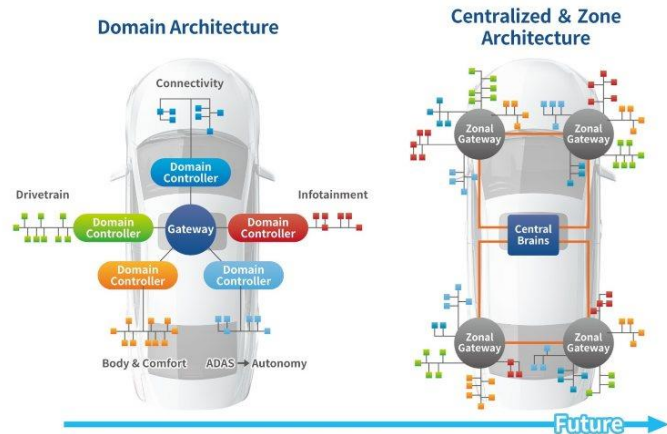 Domain Architecture
Connectivity
Domain
Controller
Drivetrain
Infotainment
Domain
Controller
Gateway
Domain
Controller
Domain
Controller
Domain
Controller
Body & Comfort
ADAS → Autonomy
Centralized & Zone
Architecture
Zonal
Gateway
Zonal
Gateway
Central
Brains
Zonal
Gateway
Zonal
Gateway
Future